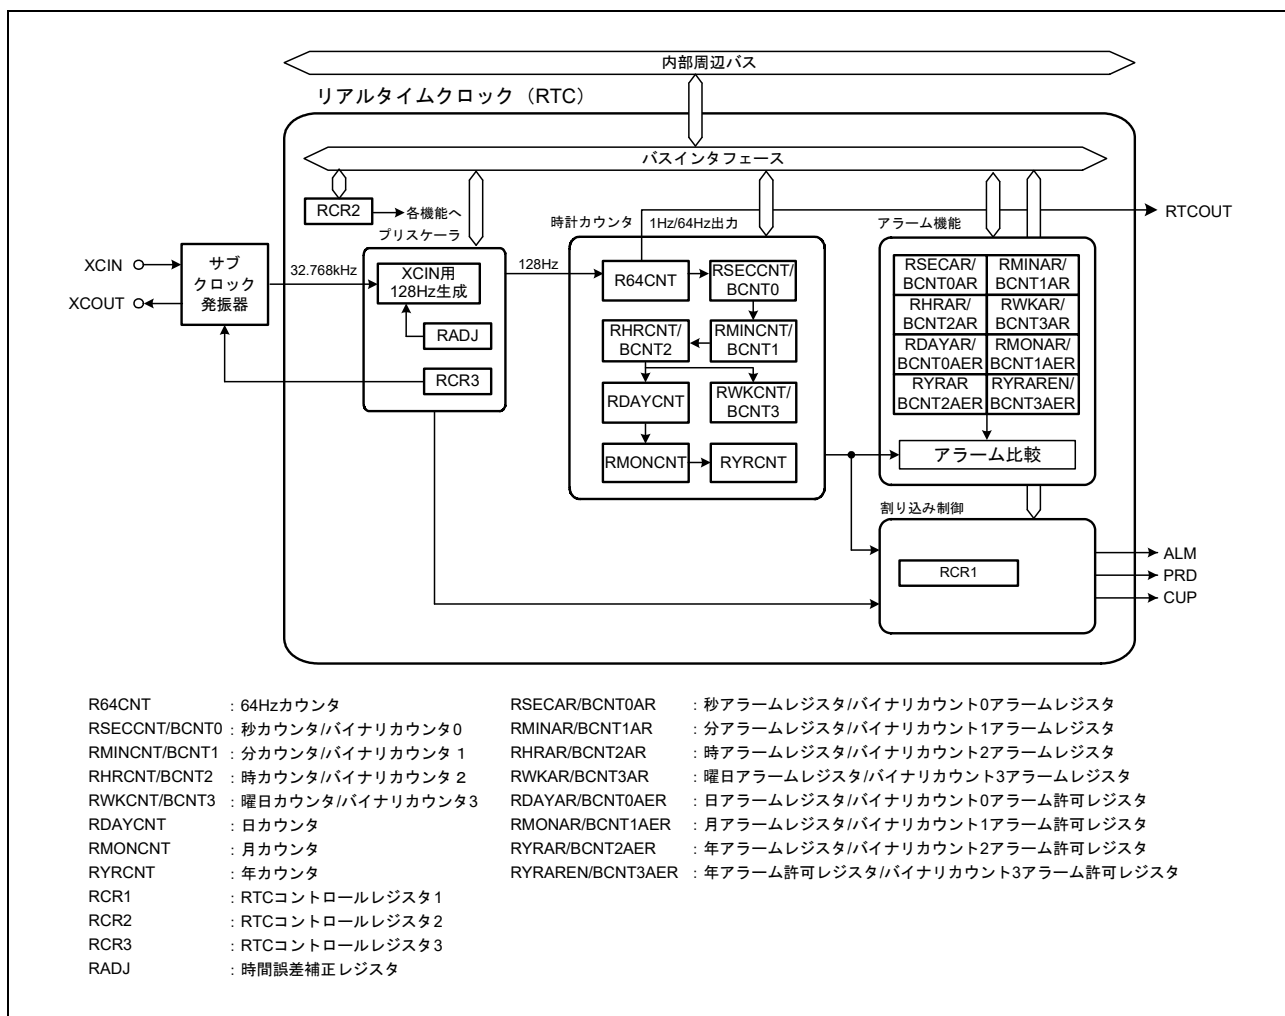 内部周辺バス
リアルタイムクロック（RTC）
バスインタフェース
RCR2
各機能へ
プリスケーラ
時計カウンタ
1Hz/64Hz出力
アラーム機能
RTCOUT
XCIN
XCOUT
サブ
クロック
発振器
32.768kHz
XCIN用
128Hz生成
RADJ
RCR3
128Hz
R64CNT
RSECCNT/
BCNT0
RHRCNT/
BCNT2
RMINCNT/
BCNT1
RDAYCNT
RWKCNT/
BCNT3
RMONCNT
RYRCNT
RSECAR/
BCNT0AR
RMINAR/
BCNT1AR
RHRAR/
BCNT2AR
RWKAR/
BCNT3AR
RDAYAR/
BCNT0AER
RMONAR/
BCNT1AER
RYRAR
BCNT2AER
RYRAREN/
BCNT3AER
アラーム比較
割り込み制御
RCR1
ALM
PRD
CUP
R64CNT : 64Hzカウンタ
RSECCNT/BCNT0 : 秒カウンタ/バイナリカウンタ0
RMINCNT/BCNT1 : 分カウンタ/バイナリカウンタ 1
RHRCNT/BCNT2 : 時カウンタ/バイナリカウンタ 2
RWKCNT/BCNT3 : 曜日カウンタ/バイナリカウンタ3
RDAYCNT : 日カウンタ
RMONCNT : 月カウンタ
RYRCNT : 年カウンタ
RCR1 : RTCコントロールレジスタ1
RCR2 : RTCコントロールレジスタ2
RCR3 : RTCコントロールレジスタ3
RADJ : 時間誤差補正レジスタ
RSECAR/BCNT0AR : 秒アラームレジスタ/バイナリカウント0アラームレジスタ
RMINAR/BCNT1AR : 分アラームレジスタ/バイナリカウント1アラームレジスタ
RHRAR/BCNT2AR : 時アラームレジスタ/バイナリカウント2アラームレジスタ
RWKAR/BCNT3AR : 曜日アラームレジスタ/バイナリカウント3アラームレジスタ
RDAYAR/BCNT0AER : 日アラームレジスタ/バイナリカウント0アラーム許可レジスタ
RMONAR/BCNT1AER : 月アラームレジスタ/バイナリカウント1アラーム許可レジスタ
RYRAR/BCNT2AER : 年アラームレジスタ/バイナリカウント2アラーム許可レジスタ
RYRAREN/BCNT3AER : 年アラーム許可レジスタ/バイナリカウント3アラーム許可レジスタ